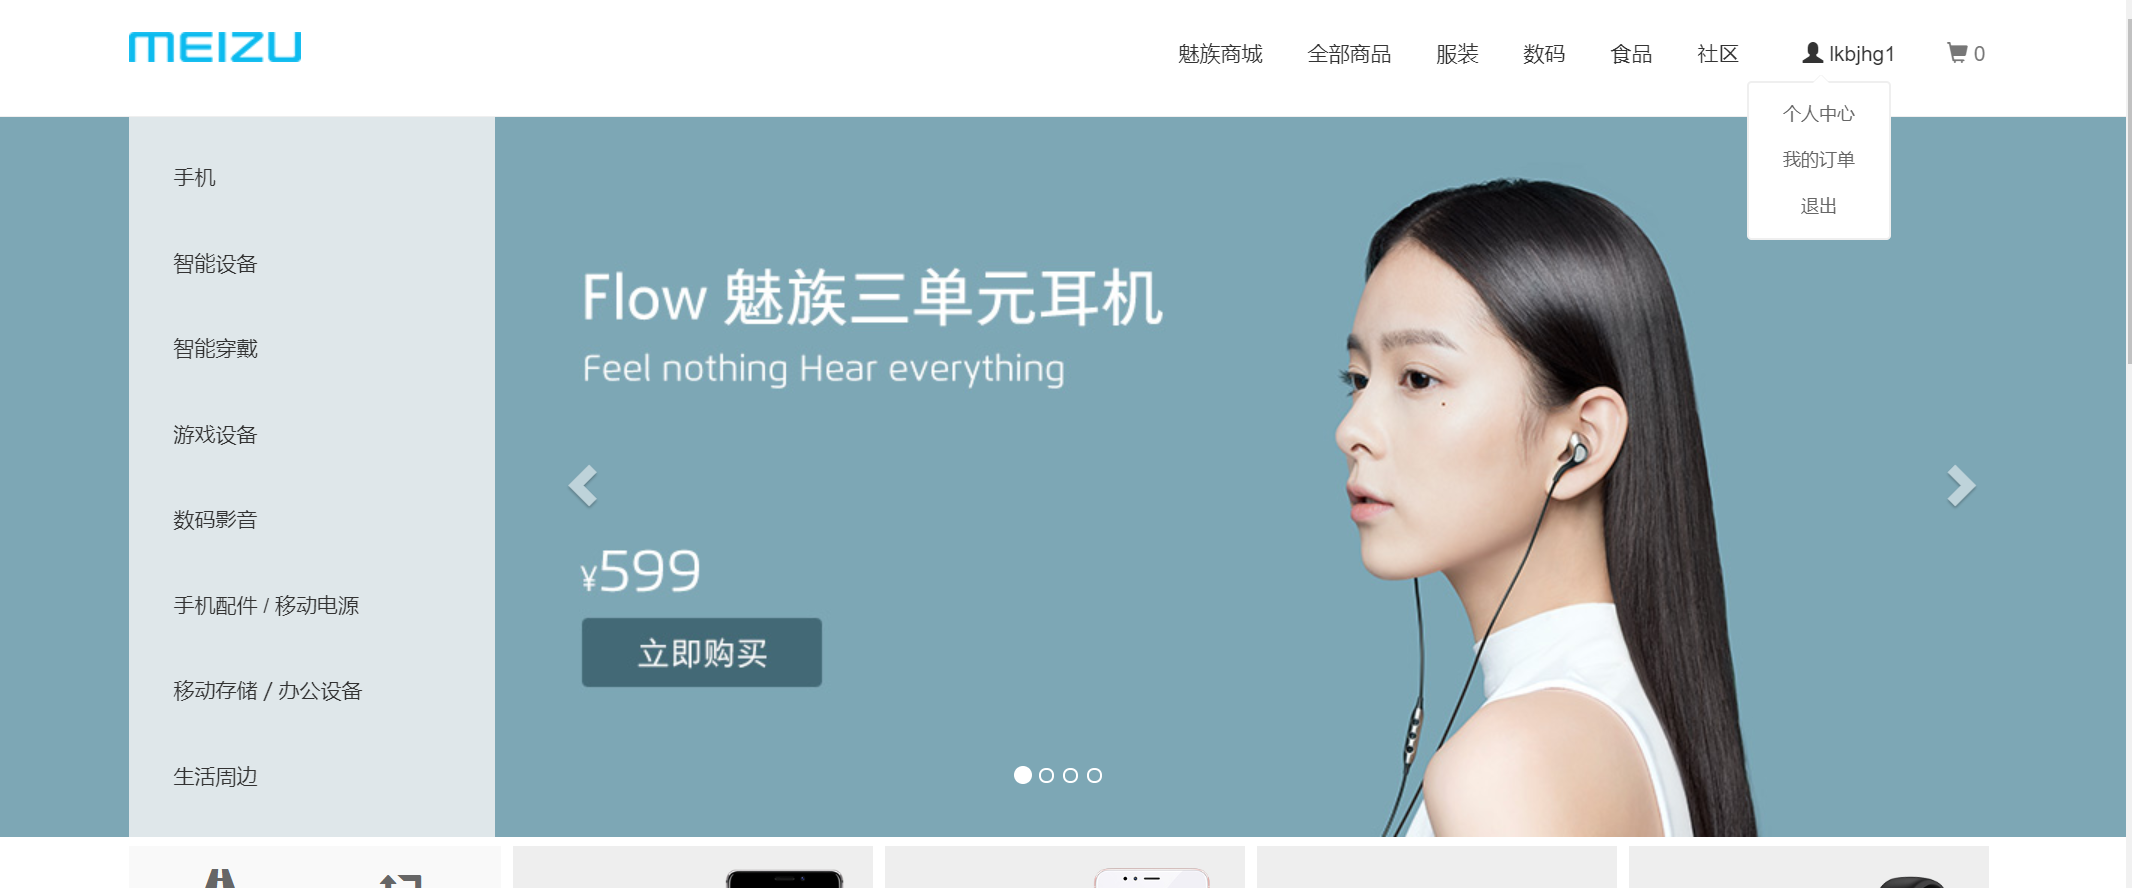 MEIZU
魅族商城 全部商品 服装 数码 食品 社区 lkbjhg1 0
个人中心
我的订单
退出
手机
智能设备
智能穿戴
游戏设备
数码影音
手机配件 / 移动电源
移动存储 / 办公设备
生活周边
Flow 魅族三单元耳机
Feel nothing Hear everything
¥599
立即购买